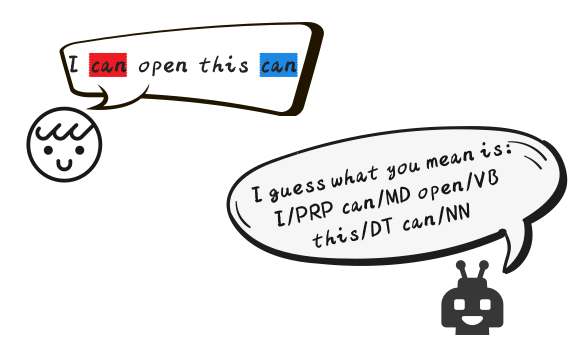 I can open this can
I guess what you mean is:
I/PRP can/MD open/VB
this/DT can/NN